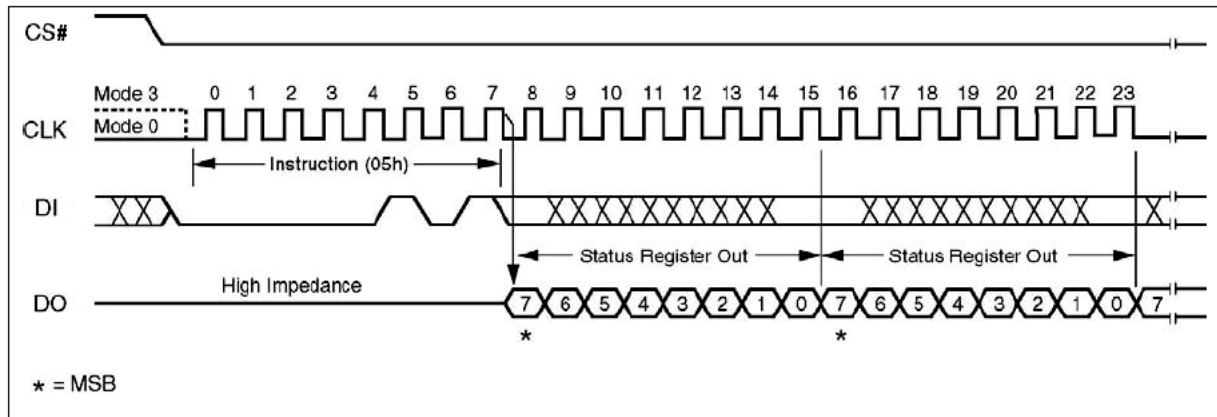 CS#
Mode 3
0 1 2 3 4 5 6 7 8 9 10 11 12 13 14 15 16 17 18 19 20 21 22 23
CLK
Mode 0
Instruction (05h)
DI
Status Register Out
Status Register Out
High Impedance
DO
7 6 5 4 3 2 1 0 7 6 5 4 3 2 1 0 7
* *
* = MSB